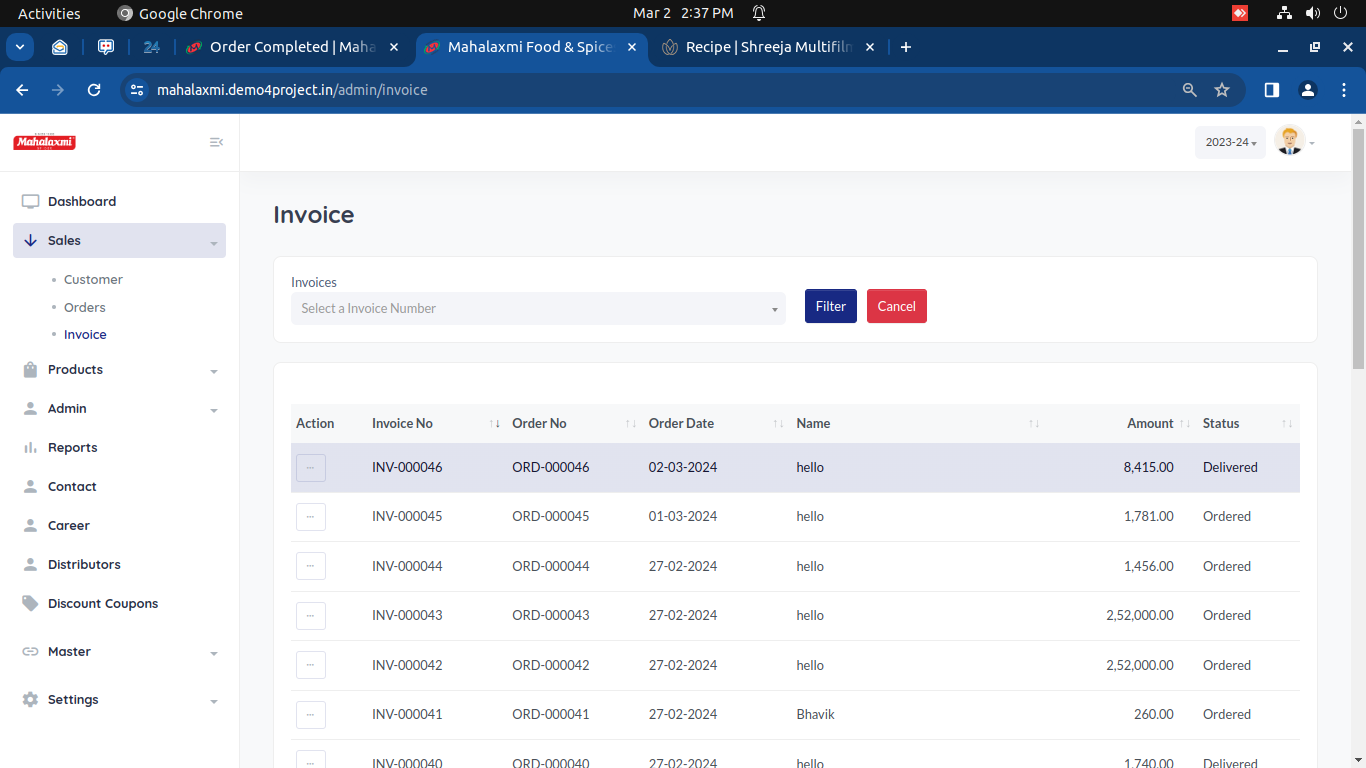 Activities Google Chrome Mar 2 2:37 PM
24 Order Completed | Maha Mahalaxmi Food & Spice Recipe | Shreeja Multifiln
mahalaxmi.demo4project.in/admin/invoice
Mahalaxmi
2023-24
Dashboard
Sales
Customer
Orders
Invoice
Products
Admin
Reports
Contact
Career
Distributors
Discount Coupons
Master
Settings
Invoice
Invoices
Select a Invoice Number Filter Cancel
Action Invoice No Order No Order Date Name Amount Status
INV-000046 ORD-000046 02-03-2024 hello 8,415.00 Delivered
INV-000045 ORD-000045 01-03-2024 hello 1,781.00 Ordered
INV-000044 ORD-000044 27-02-2024 hello 1,456.00 Ordered
INV-000043 ORD-000043 27-02-2024 hello 2,52,000.00 Ordered
INV-000042 ORD-000042 27-02-2024 hello 2,52,000.00 Ordered
INV-000041 ORD-000041 27-02-2024 Bhavik 260.00 Ordered
INV-000040 ORD-000040 27-02-2024 hello 1,740.00 Delivered